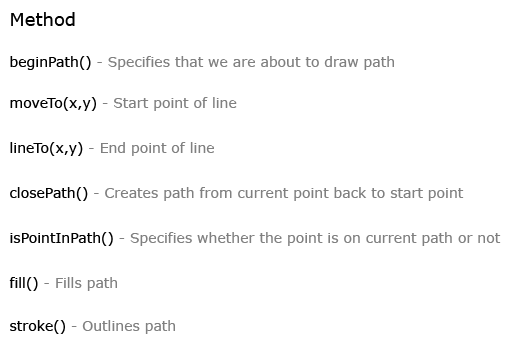 Method
beginPath() - Specifies that we are about to draw path
moveTo(x,y) - Start point of line
lineTo(x,y) - End point of line
closePath() - Creates path from current point back to start point
isPointInPath() - Specifies whether the point is on current path or not
fill() - Fills path
stroke() - Outlines path